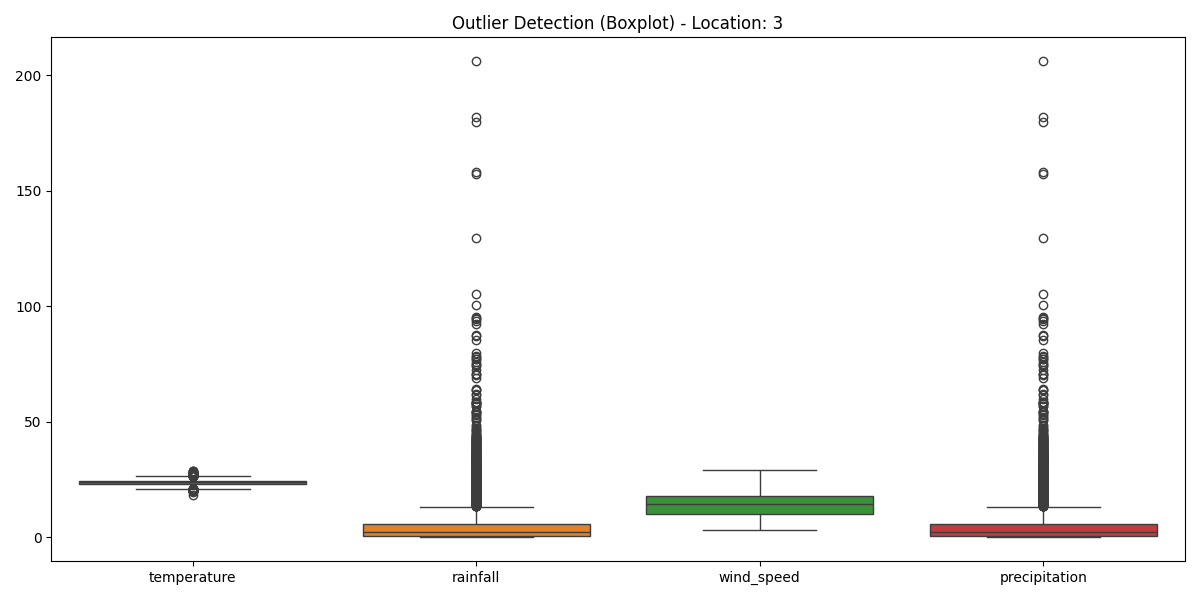 Outlier Detection (Boxplot) - Location: 3
200
150
100
50
0
temperature rainfall wind_speed precipitation